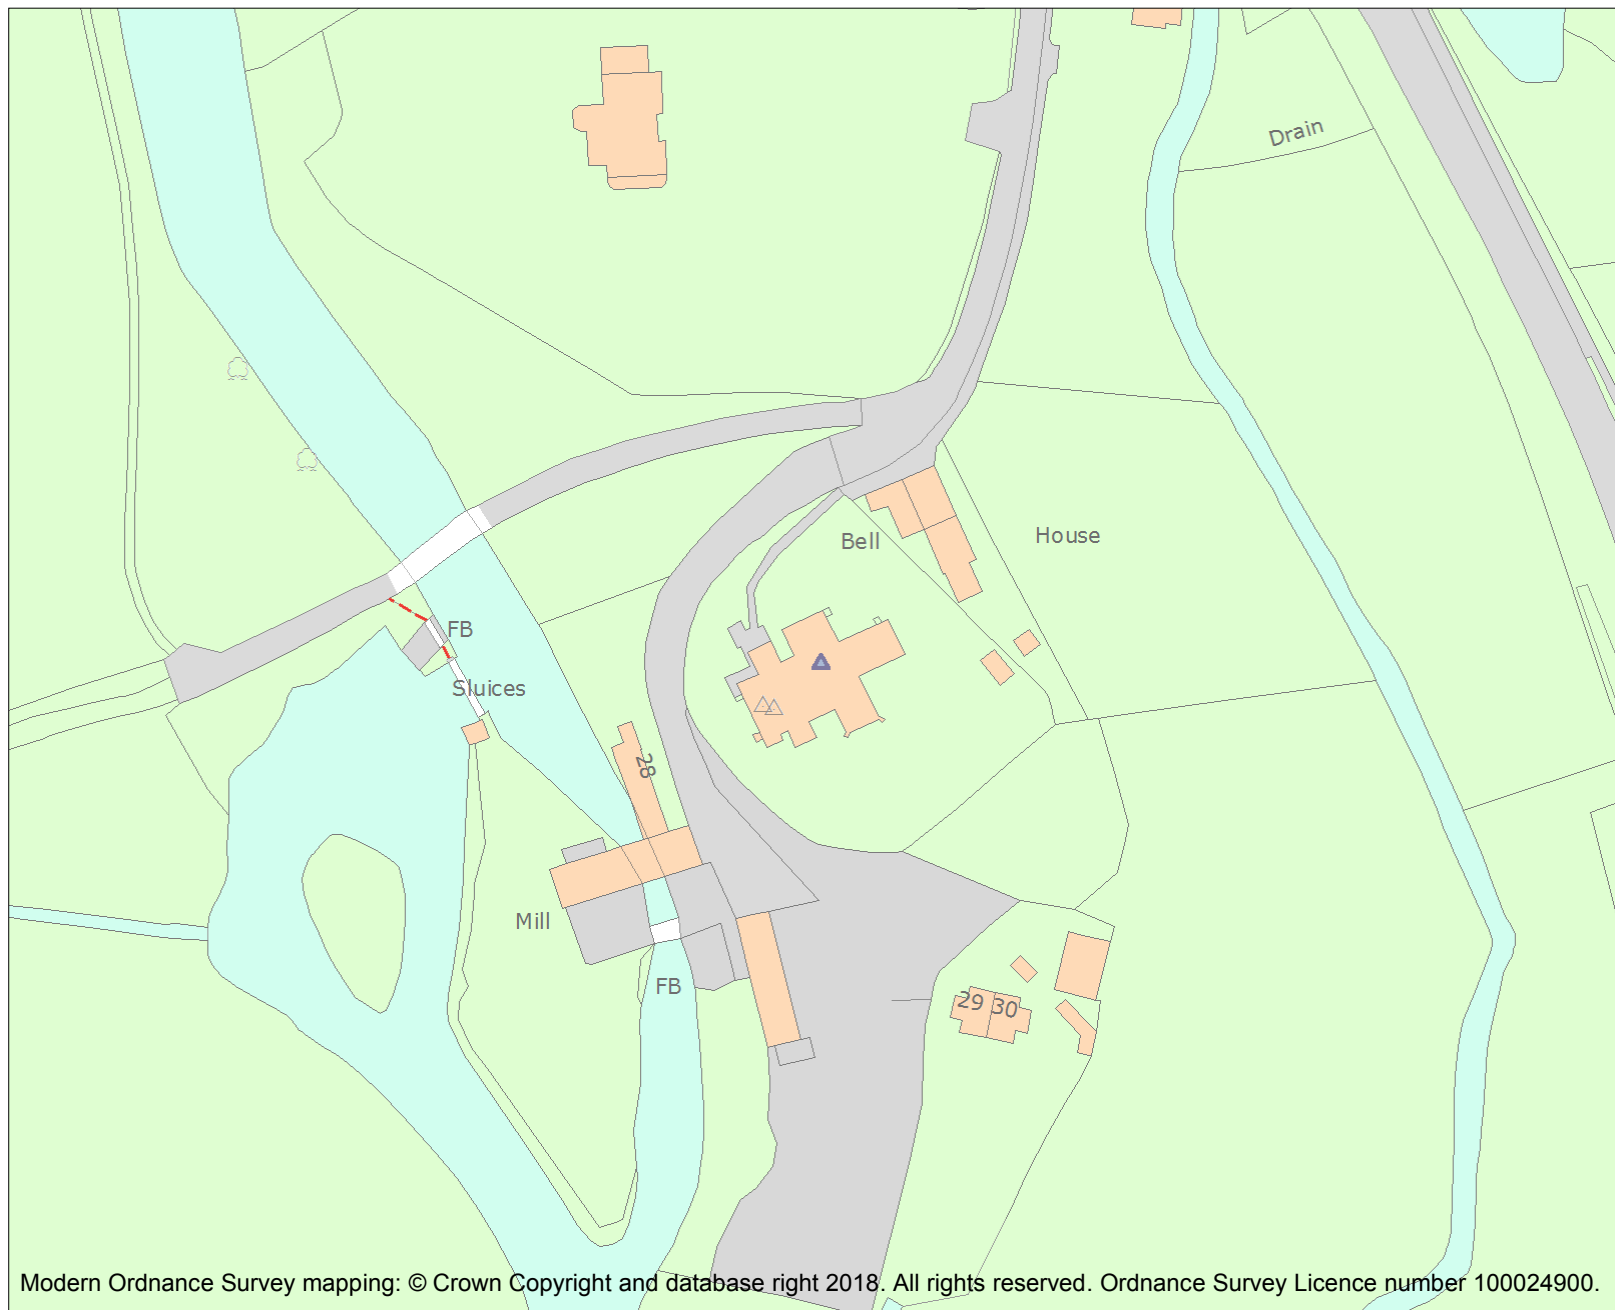 Drain
Bell
House
FB
Sluices
28
Mill
FB
29 30
Modern Ordnance Survey mapping: © Crown Copyright and database right 2018. All rights reserved. Ordnance Survey Licence number 100024900.